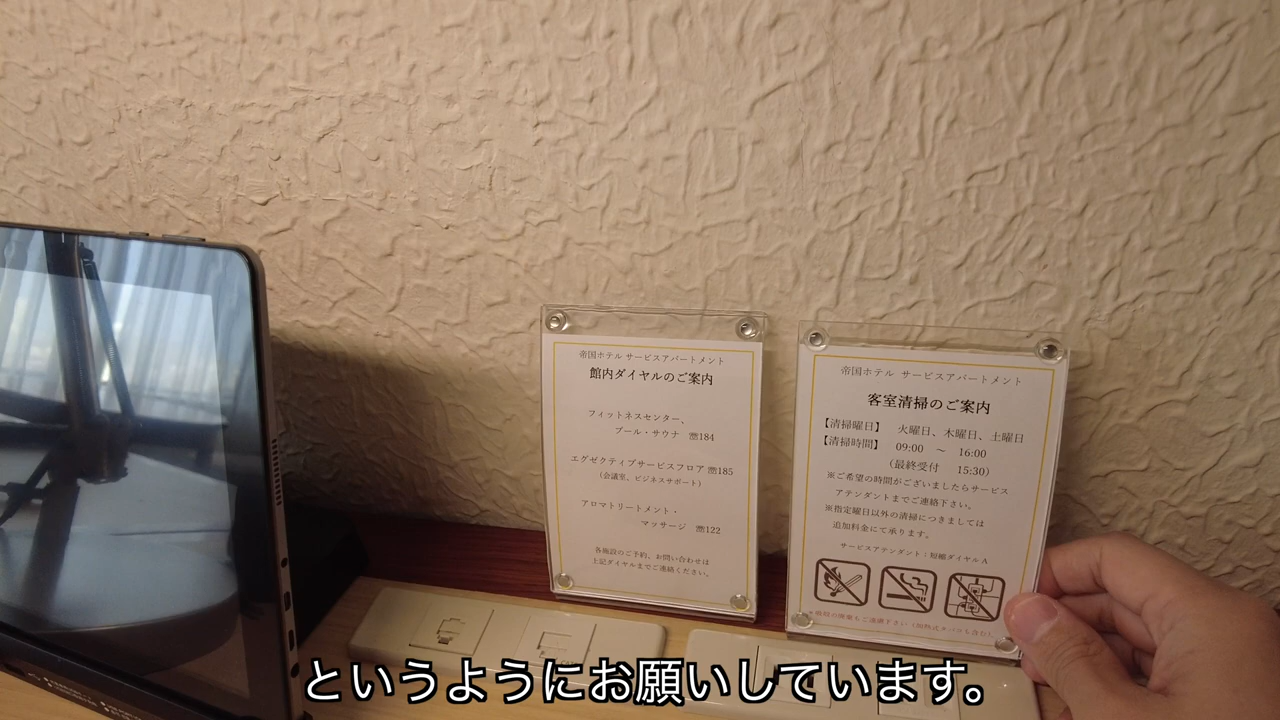 帝国ホテル サービスアパートメント
館内ダイヤルのご案内
フィットネスセンター、
プール・サウナ ☎184
エグゼクティブサービスフロア ☎185
(会議室、ビジネスサポート)
アロマトリートメント・
マッサージ ☎122
各施設のご予約、お問い合わせは
上記ダイヤルまでご連絡ください。
帝国ホテル サービスアパートメント
客室清掃のご案内
【清掃曜日】 火曜日、木曜日、土曜日
【清掃時間】 09:00 ～ 16:00
(最終受付 15:30)
※ご希望の時間がございましたらサービス
アテンダントまでご連絡下さい。
※指定曜日以外の清掃につきましては
追加料金にて承ります。
サービスアテンダント：短縮ダイヤルA
ご遠慮下さい
というようにお願いしています。